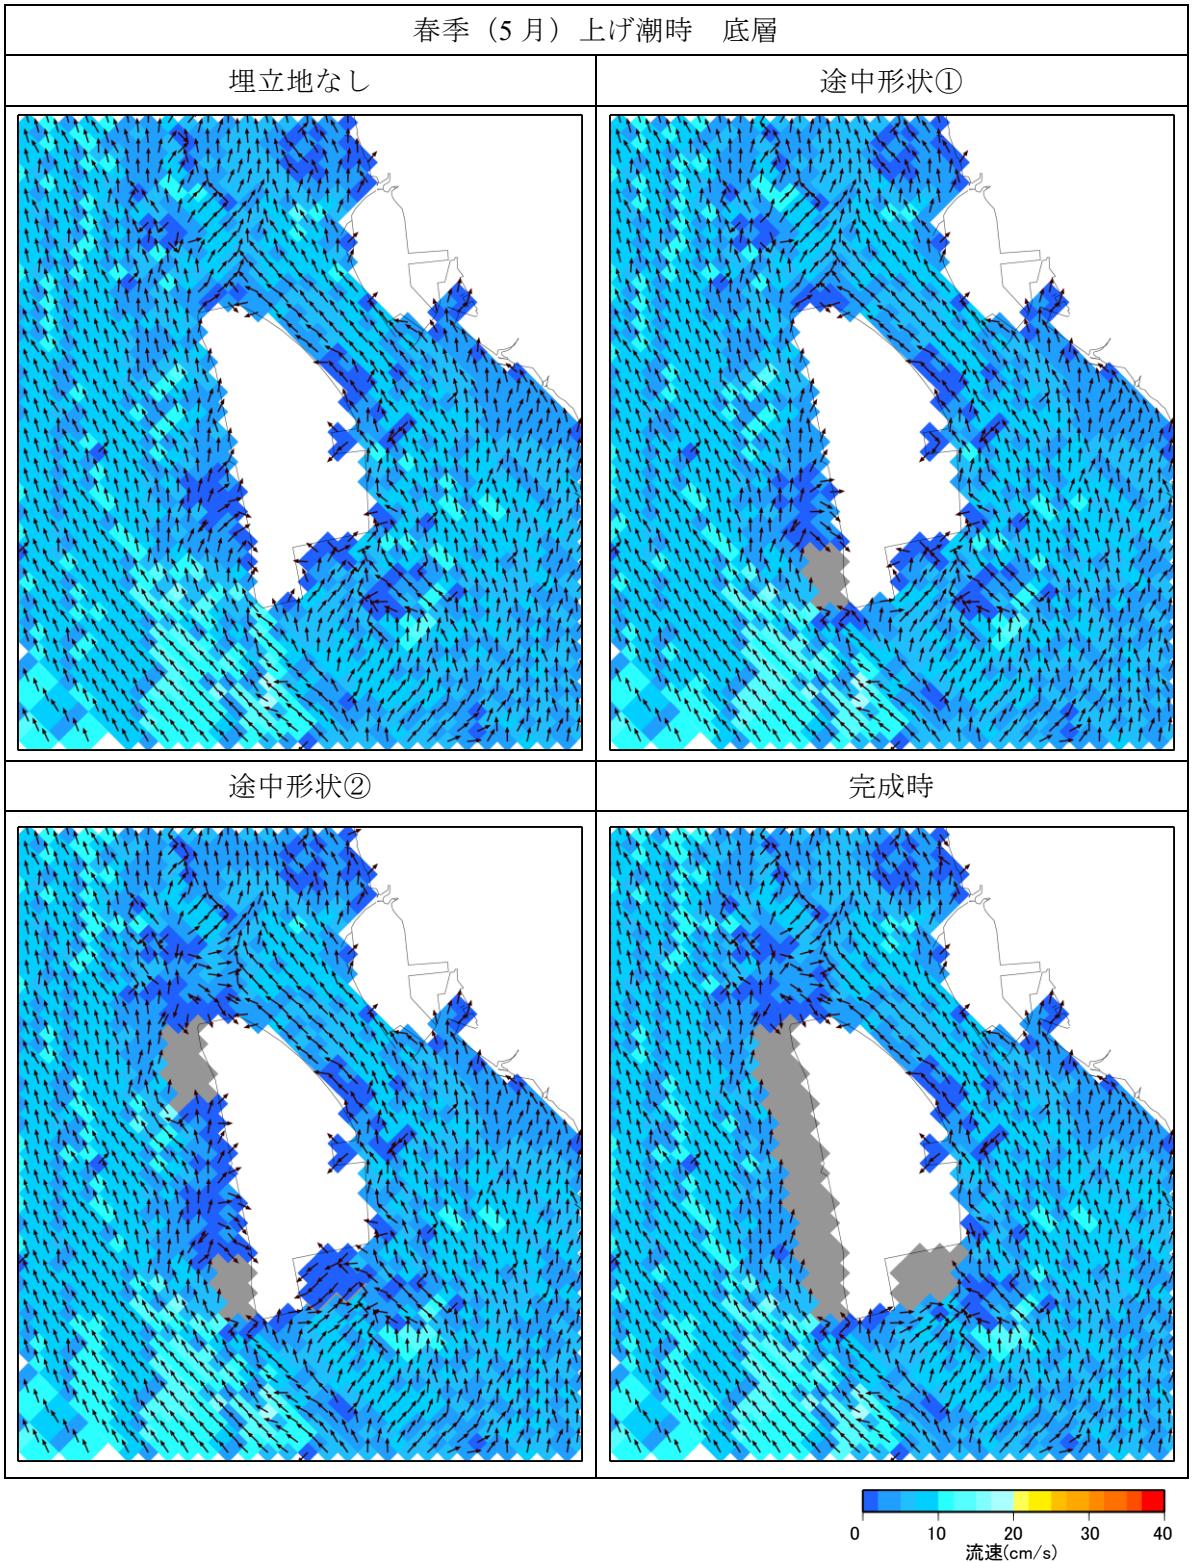 春季（5月）上げ潮時　底層
埋立地なし
途中形状①
途中形状②
完成時
0 10 20 30 40
流速(cm/s)